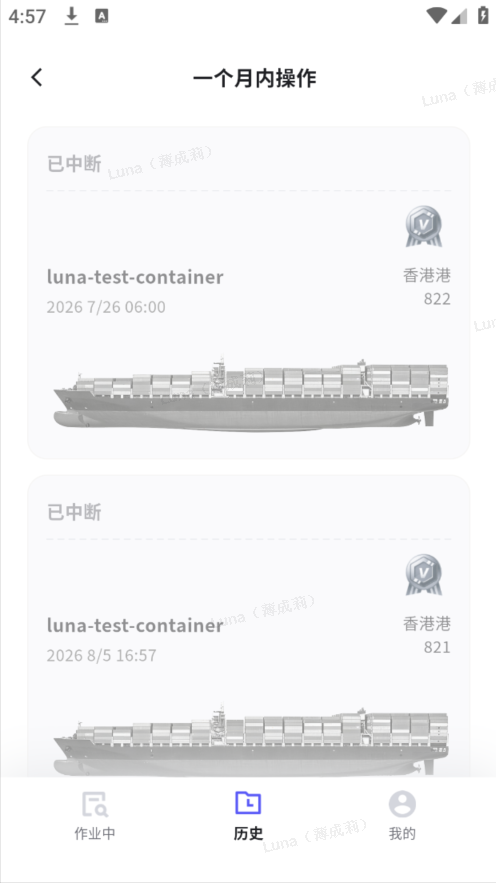 4:57
一个月内操作
已中断
luna-test-container
2026 7/26 06:00
香港港
822
已中断
luna-test-container
2026 8/5 16:57
香港港
821
作业中
历史
我的